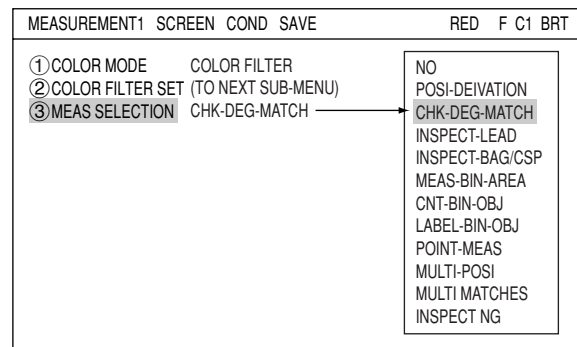 MEASUREMENT1 SCREEN COND SAVE RED F C1 BRT
①COLOR MODE COLOR FILTER
②COLOR FILTER SET (TO NEXT SUB-MENU)
③MEAS SELECTION CHK-DEG-MATCH
NO
POSI-DEIVATION
CHK-DEG-MATCH
INSPECT-LEAD
INSPECT-BAG/CSP
MEAS-BIN-AREA
CNT-BIN-OBJ
LABEL-BIN-OBJ
POINT-MEAS
MULTI-POSI
MULTI MATCHES
INSPECT NG